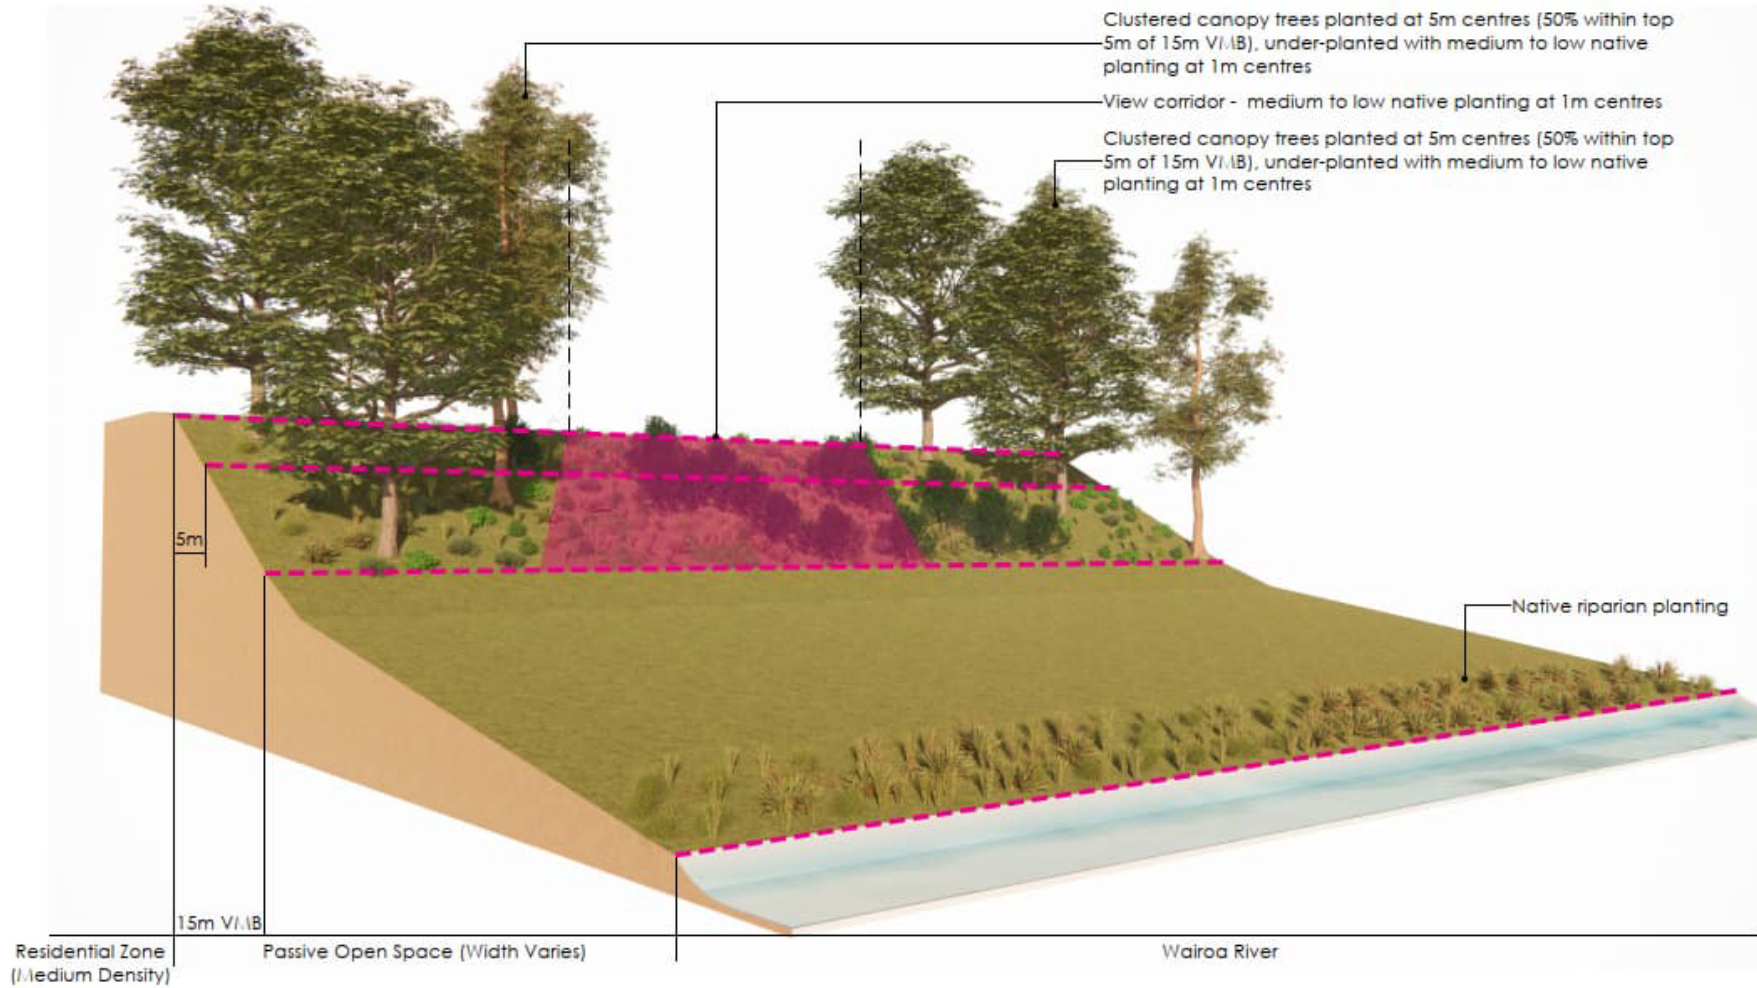 Clustered canopy trees planted at 5m centres (50% within top
5m of 15m VMB), under-planted with medium to low native
planting at 1m centres
View corridor - medium to low native planting at 1m centres
Clustered canopy trees planted at 5m centres (50% within top
5m of 15m VMB), under-planted with medium to low native
planting at 1m centres
5m
Native riparian planting
15m VMB
Residential Zone
(Medium Density)
Passive Open Space (Width Varies)
Wairoa River